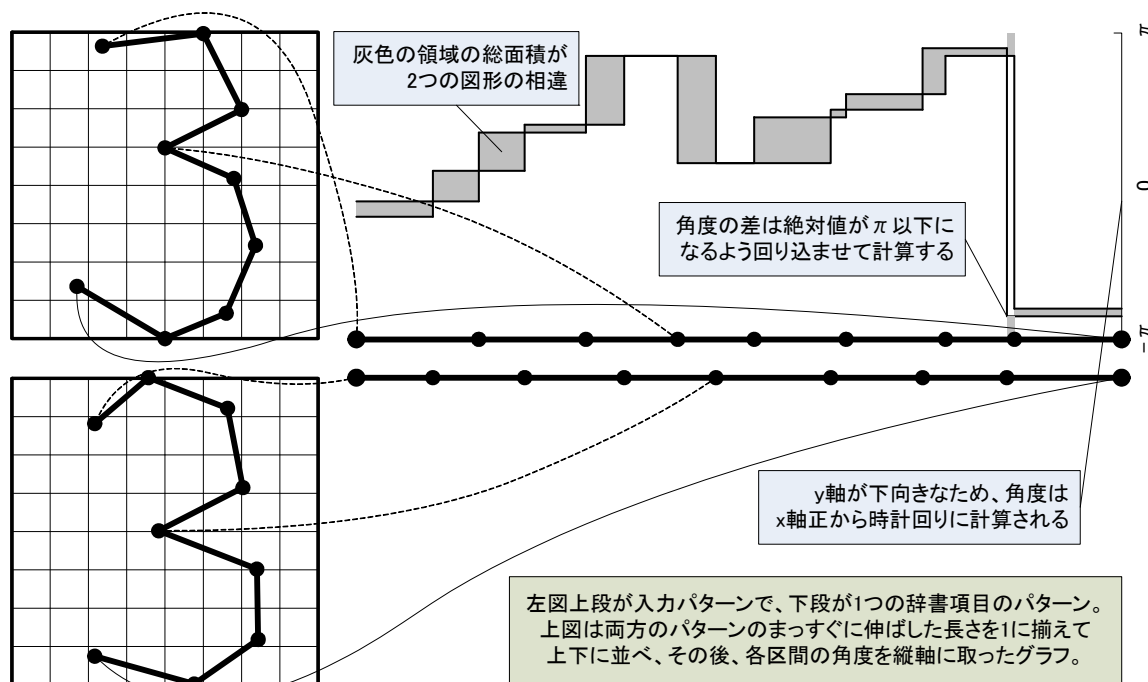 灰色の領域の総面積が
2つの図形の相違
π
0
-π
角度の差は絶対値がπ以下に
なるよう回り込ませて計算する
y軸が下向きなため、角度は
x軸正から時計回りに計算される
左図上段が入力パターンで、下段が1つの辞書項目のパターン。
上図は両方のパターンのまっすぐに伸ばした長さを1に揃えて
上下に並べ、その後、各区間の角度を縦軸に取ったグラフ。